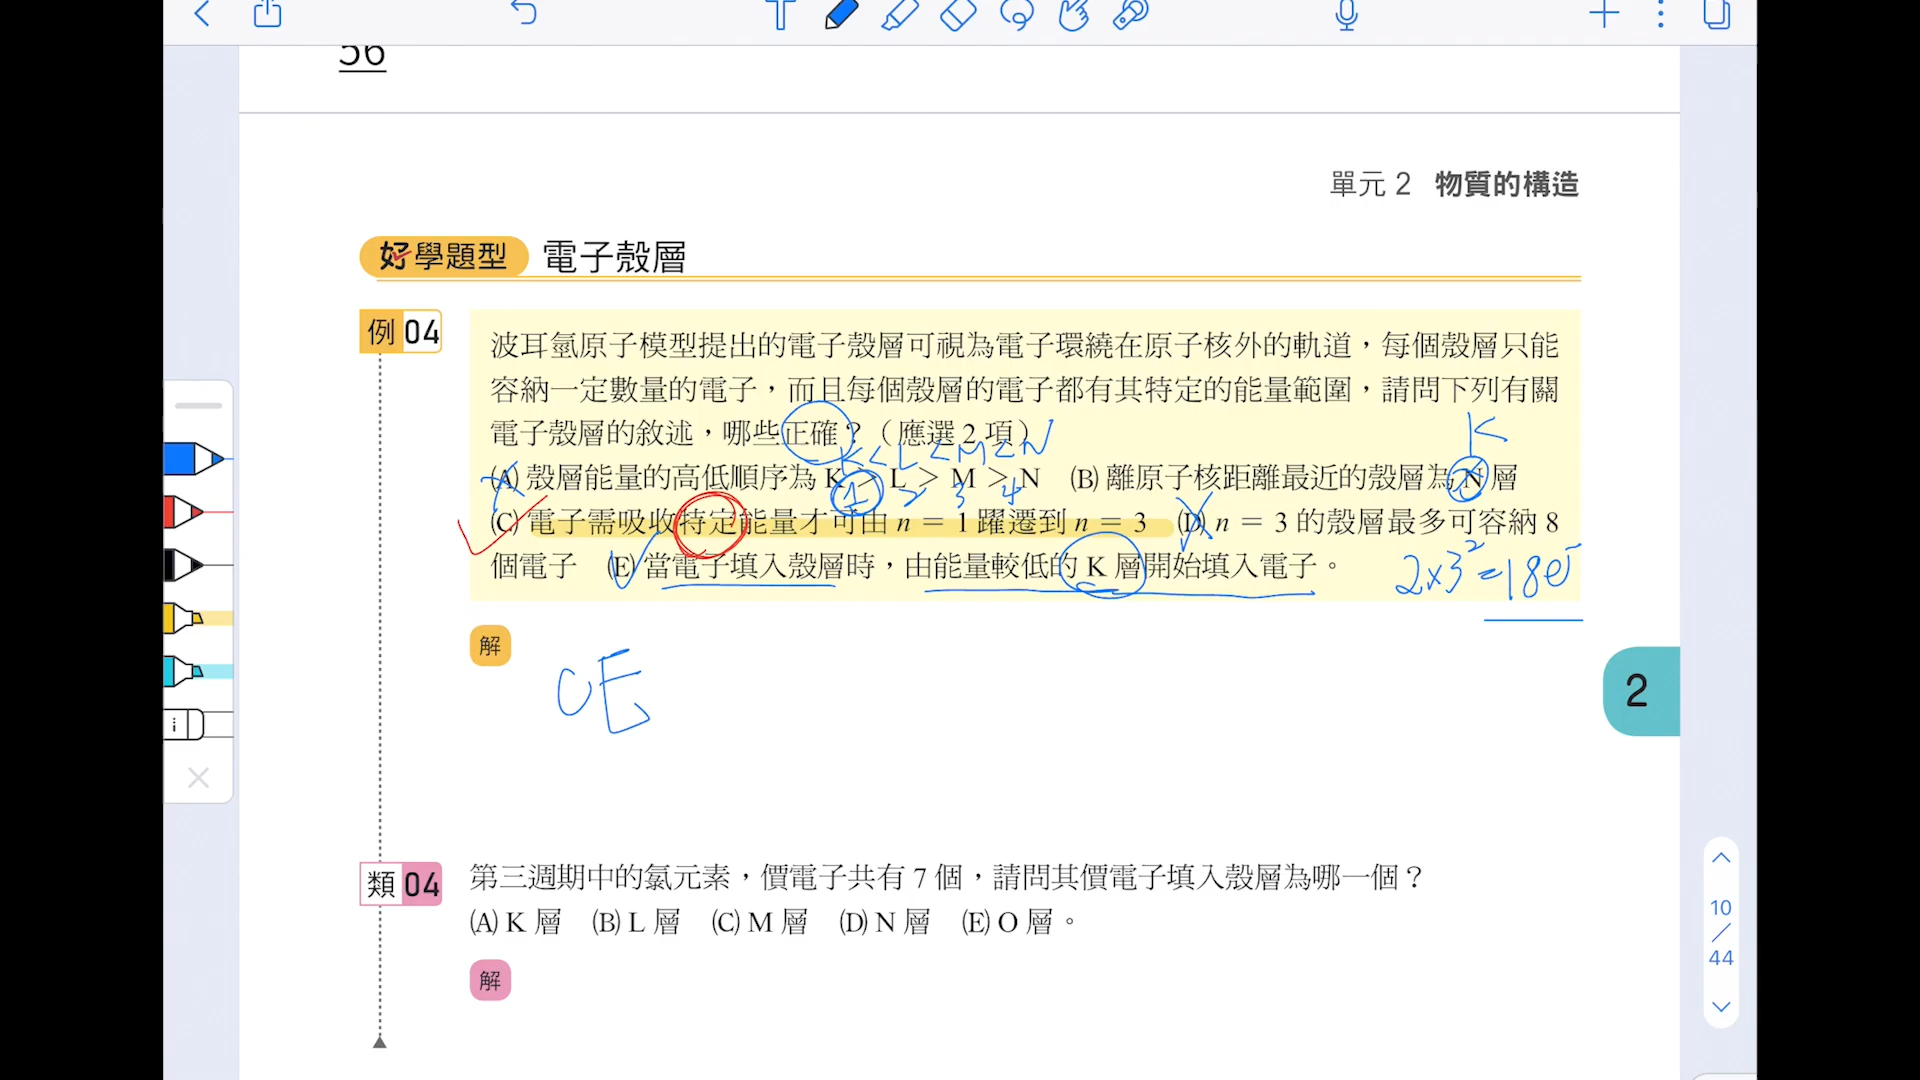 56
單元 2 物質的構造
好學題型 電子殼層
例 04
波耳氫原子模型提出的電子殼層可視為電子環繞在原子核外的軌道，每個殼層只能
容納一定數量的電子，而且每個殼層的電子都有其特定的能量範圍，請問下列有關
電子殼層的敘述，哪些正確？（應選 2 項）
K < L < M < N
K
(A) 殼層能量的高低順序為 K > L > M > N (B) 離原子核距離最近的殼層為 N 層
1 2 3 4
(C) 電子需吸收特定能量才可由 n = 1 躍遷到 n = 3 (D) n = 3 的殼層最多可容納 8
個電子 (E) 當電子填入殼層時，由能量較低的 K 層開始填入電子。
2×3²=18e⁻
解
CE
2
類 04
第三週期中的氯元素，價電子共有 7 個，請問其價電子填入殼層為哪一個？
(A) K 層 (B) L 層 (C) M 層 (D) N 層 (E) O 層。
解
10
/
44